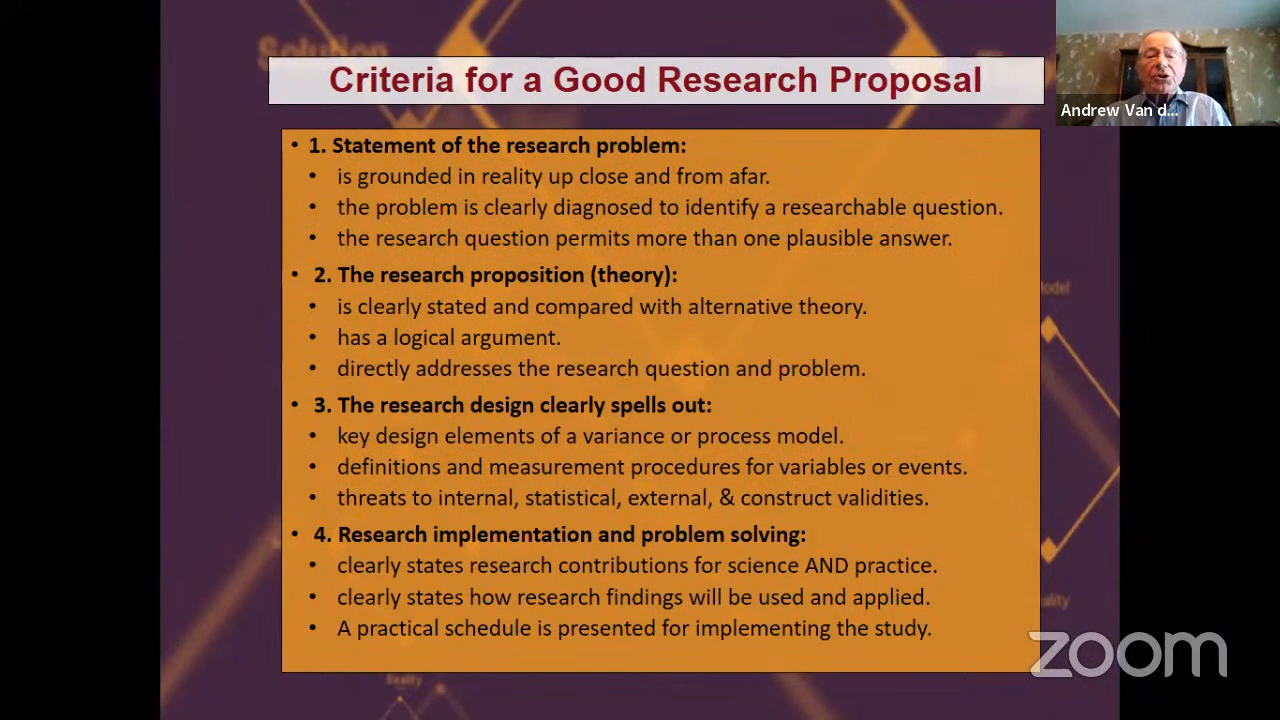 Solution
Criteria for a Good Research Proposal
Andrew Van d...
• 1. Statement of the research problem:
• is grounded in reality up close and from afar.
• the problem is clearly diagnosed to identify a researchable question.
• the research question permits more than one plausible answer.
• 2. The research proposition (theory):
• is clearly stated and compared with alternative theory.
• has a logical argument.
• directly addresses the research question and problem.
• 3. The research design clearly spells out:
• key design elements of a variance or process model.
• definitions and measurement procedures for variables or events.
• threats to internal, statistical, external, & construct validities.
• 4. Research implementation and problem solving:
• clearly states research contributions for science AND practice.
• clearly states how research findings will be used and applied.
• A practical schedule is presented for implementing the study.
zoom
Reality